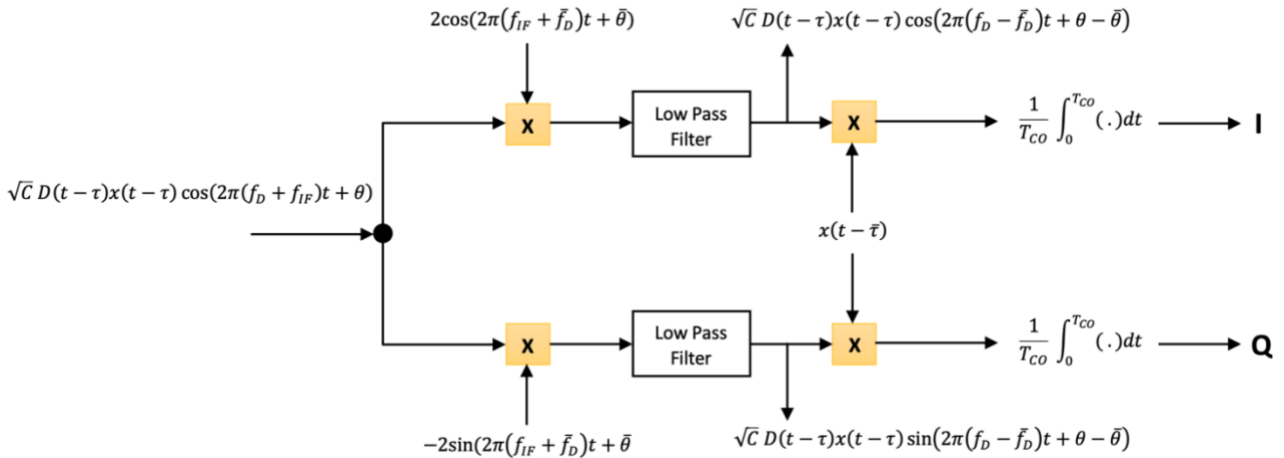 2cos(2π(f_IF + f̄_D)t + θ̄)
√C D(t − τ)x(t − τ) cos(2π(f_D − f̄_D)t + θ − θ̄)
X
Low Pass
Filter
X
1/T_CO ∫_0^T_CO (.)dt
I
√C D(t − τ)x(t − τ) cos(2π(f_D + f_IF)t + θ)
x(t − τ̄)
X
Low Pass
Filter
X
1/T_CO ∫_0^T_CO (.)dt
Q
−2sin(2π(f_IF + f̄_D)t + θ̄
√C D(t − τ)x(t − τ) sin(2π(f_D − f̄_D)t + θ − θ̄)